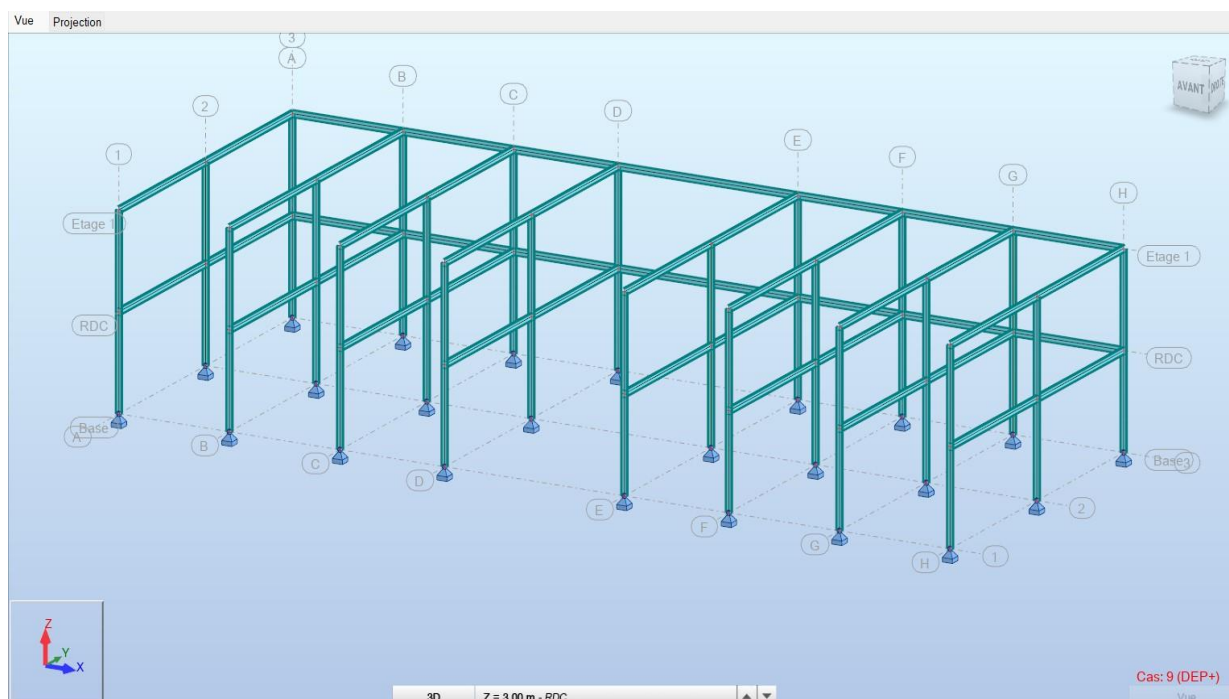 Vue Projection
3
A
B
2
C
D
1
E
F
G
H
AVANT
DROITE
Etage 1
Etage 1
RDC
RDC
Base
A
B
C
D
E
F
G
H
1
2
Base
3
Z
Y
X
3D Z = 3.00 m - RDC
Cas: 9 (DEP+)
Vue